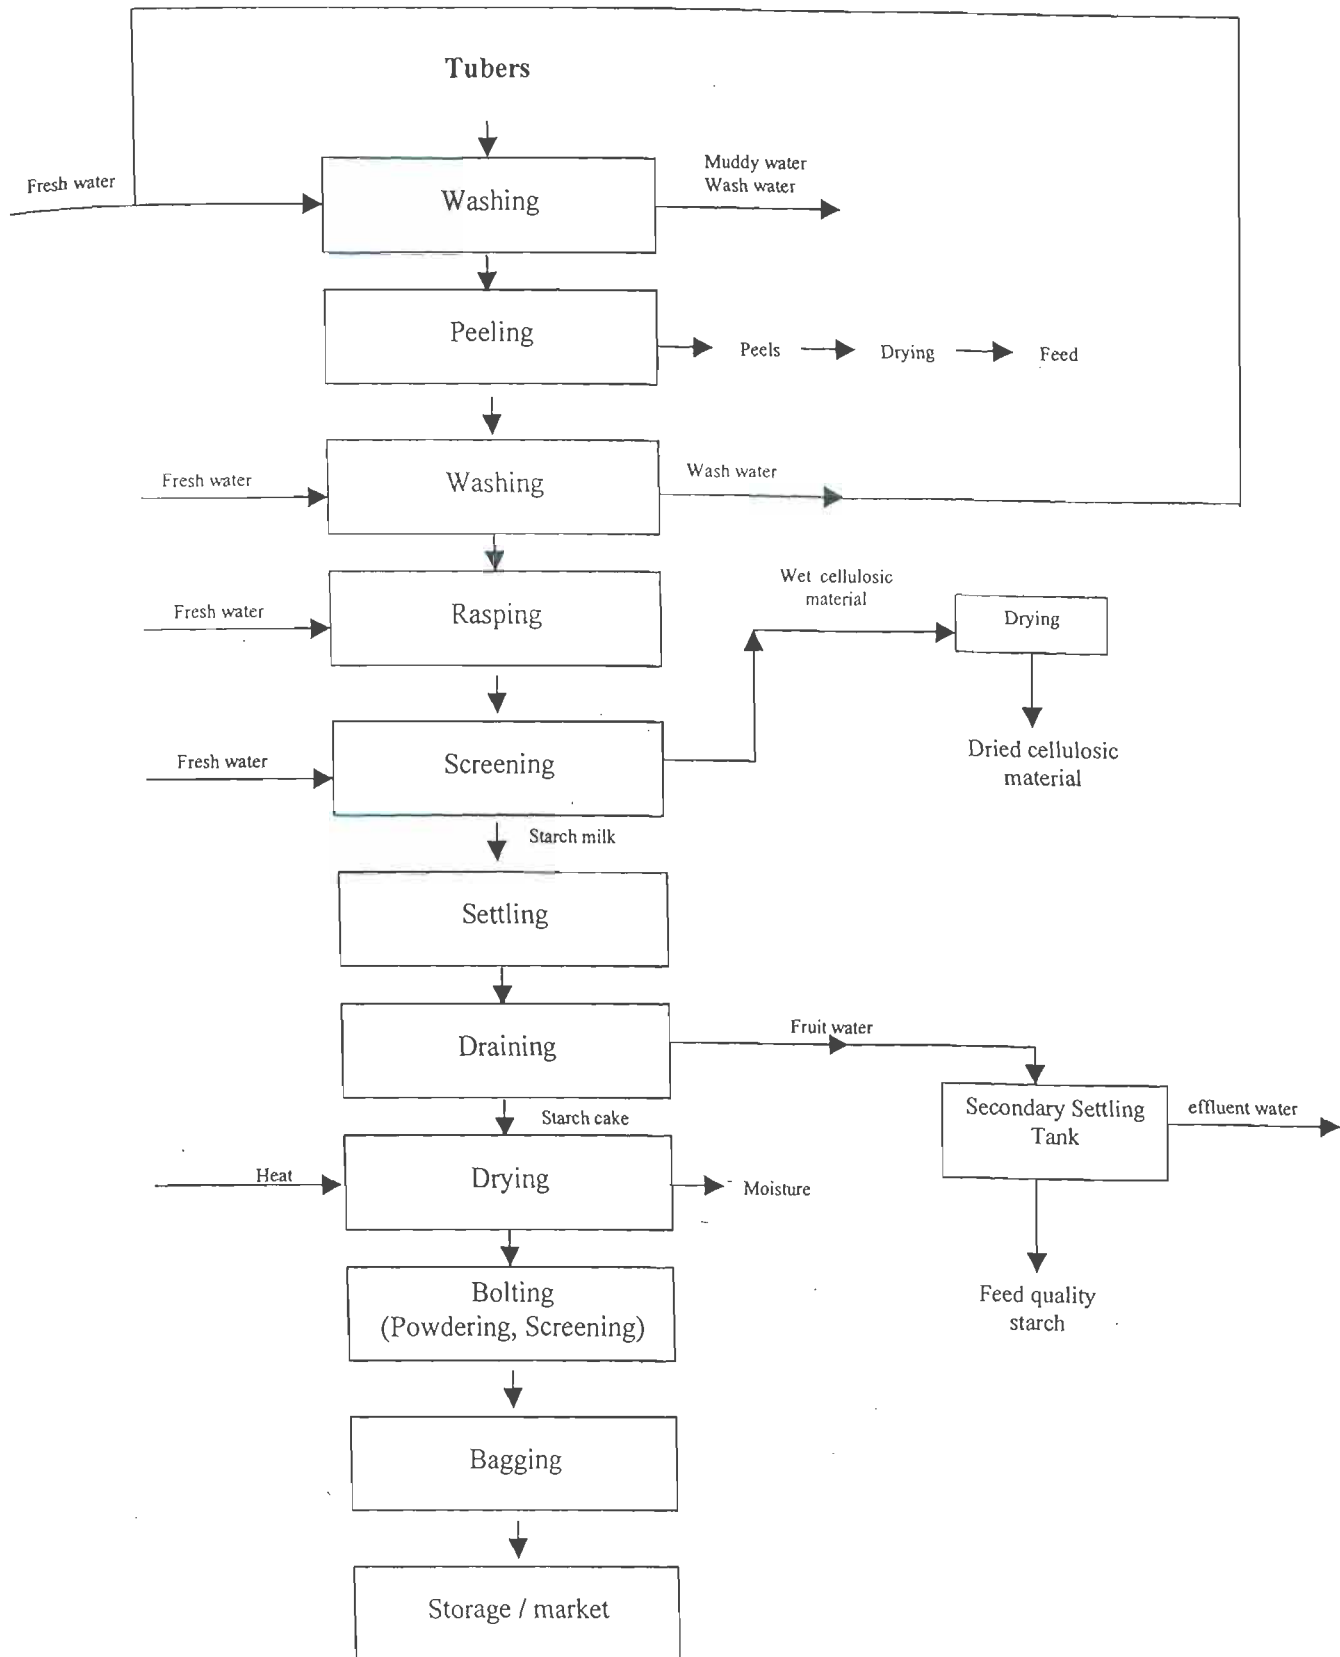 Tubers
Fresh water
Washing
Muddy water
Wash water
Peeling
Peels
Drying
Feed
Fresh water
Washing
Wash water
Fresh water
Rasping
Wet cellulosic
material
Drying
Fresh water
Screening
Dried cellulosic
material
Starch milk
Settling
Draining
Fruit water
Secondary Settling
Tank
effluent water
Starch cake
Heat
Drying
Moisture
Bolting
(Powdering, Screening)
Feed quality
starch
Bagging
Storage / market